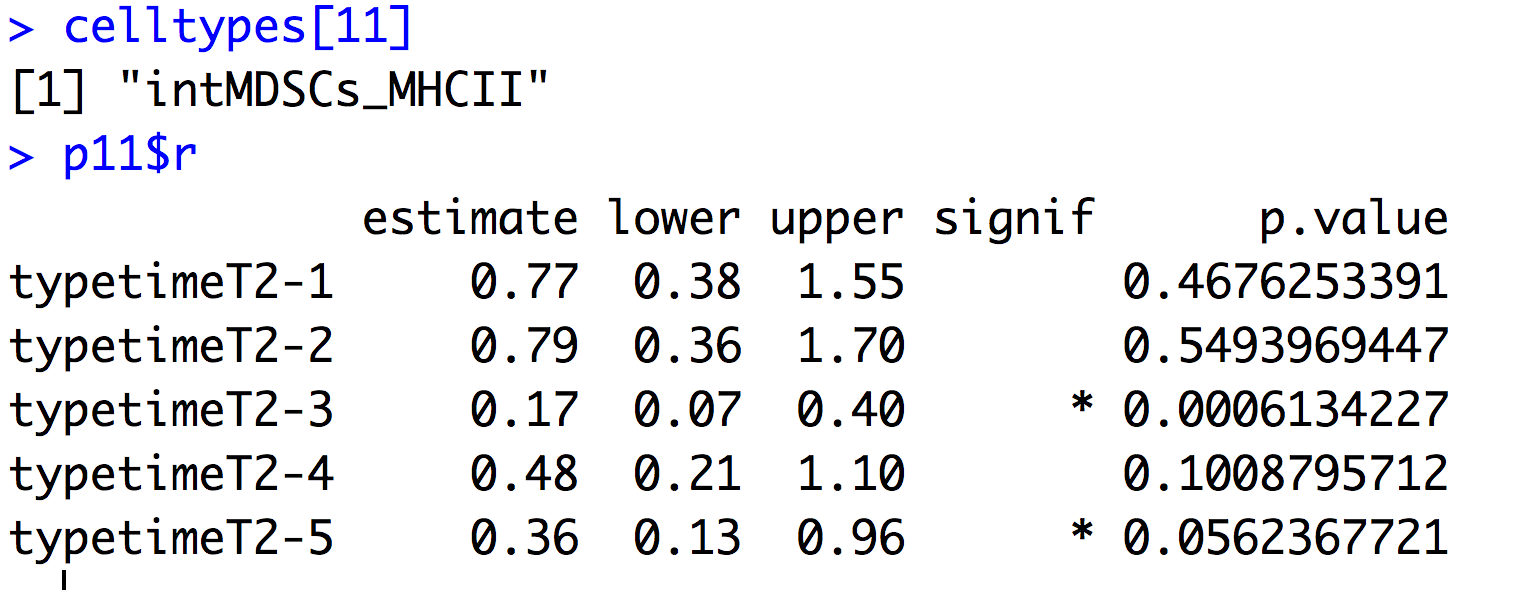 > celltypes[11]
[1] "intMDSCs_MHCII"
> p11$r
estimate lower upper signif p.value
typetimeT2-1 0.77 0.38 1.55 0.4676253391
typetimeT2-2 0.79 0.36 1.70 0.5493969447
typetimeT2-3 0.17 0.07 0.40 * 0.0006134227
typetimeT2-4 0.48 0.21 1.10 0.1008795712
typetimeT2-5 0.36 0.13 0.96 * 0.0562367721